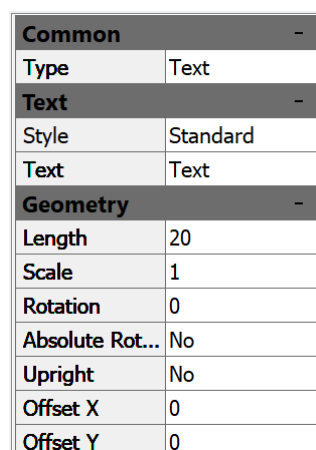 Common -
Type Text
Text -
Style Standard
Text Text
Geometry -
Length 20
Scale 1
Rotation 0
Absolute Rot... No
Upright No
Offset X 0
Offset Y 0